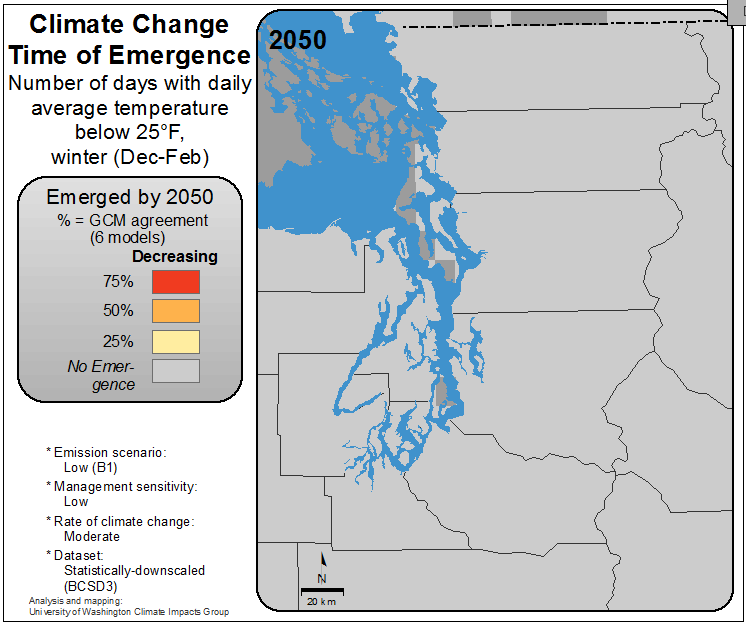 Climate Change
Time of Emergence
Number of days with daily
average temperature
below 25°F,
winter (Dec-Feb)
Emerged by 2050
% = GCM agreement
(6 models)
Decreasing
75%
50%
25%
No Emer-
gence
* Emission scenario:
Low (B1)
* Management sensitivity:
Low
* Rate of climate change:
Moderate
* Dataset:
Statistically-downscaled
(BCSD3)
Analysis and mapping:
University of Washington Climate Impacts Group
2050
N
20 km